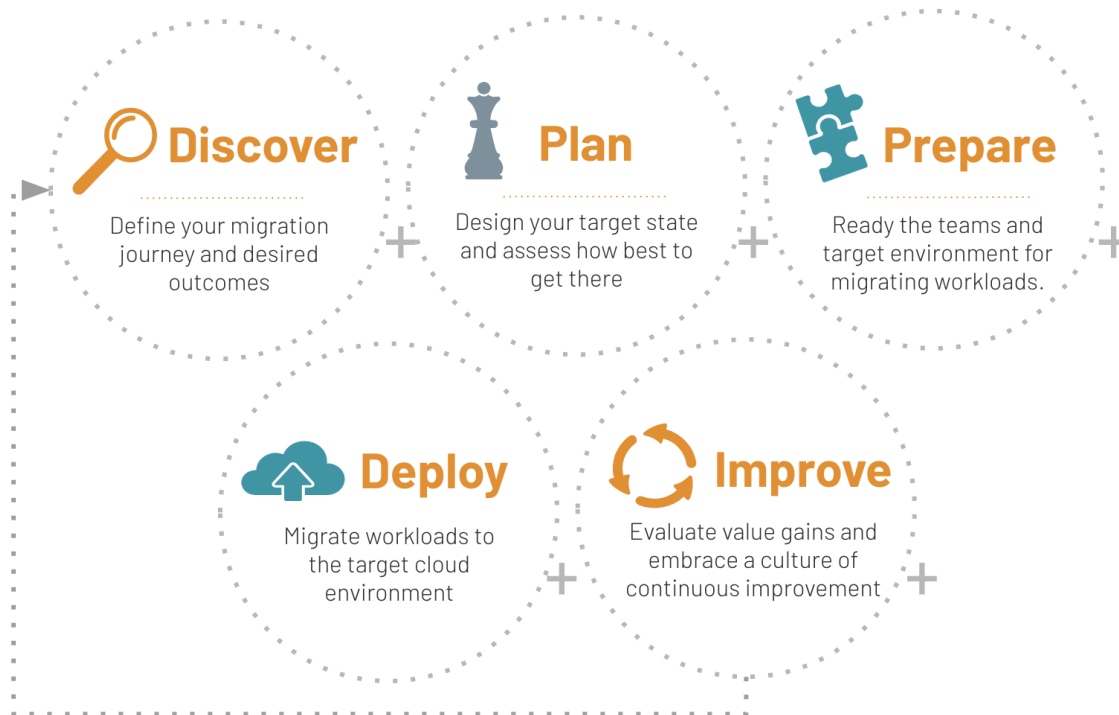 Discover
Define your migration
journey and desired
outcomes
Plan
Design your target state
and assess how best to
get there
Prepare
Ready the teams and
target environment for
migrating workloads.
Deploy
Migrate workloads to
the target cloud
environment
Improve
Evaluate value gains and
embrace a culture of
continuous improvement